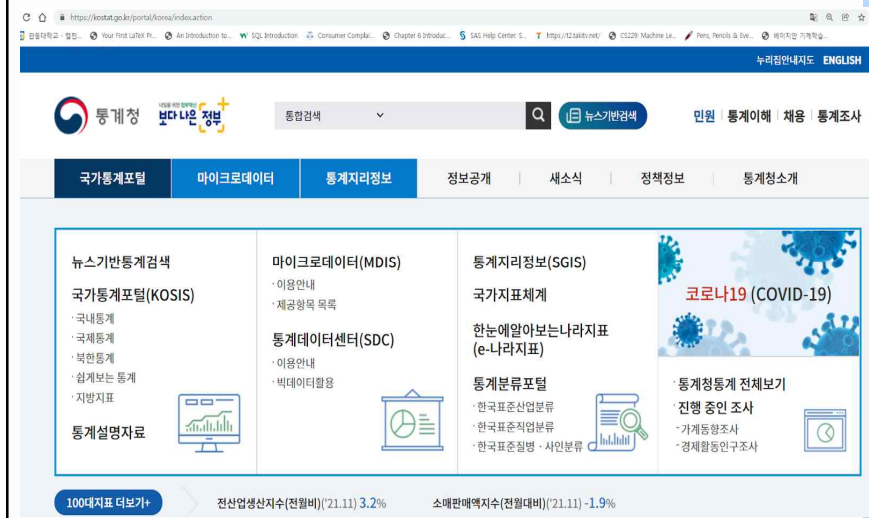 https://kostat.go.kr/portal/korea/index.action
Your First LaTeX Pr... An Introduction to... SQL Introduction Consumer Complai... Chapter 6 Introduc... SAS Help Center: S... https://12.takitv.net/ CS229: Machine Le... Pens, Pencils & Eve... 베이지안 기계학습...
누리집안내지도 ENGLISH
통계청
보다나은 정부
통합검색
뉴스기반검색
민원 통계이해 채용 통계조사
국가통계포털 마이크로데이터 통계지리정보 정보공개 새소식 정책정보 통계청소개
뉴스기반통계검색
국가통계포털(KOSIS)
· 국내통계
· 국제통계
· 북한통계
· 쉽게보는 통계
· 지방지표
통계설명자료
마이크로데이터(MDIS)
· 이용안내
· 제공항목 목록
통계데이터센터(SDC)
· 이용안내
· 빅데이터활용
통계지리정보(SGIS)
국가지표체계
한눈에알아보는나라지표
(e-나라지표)
통계분류포털
· 한국표준산업분류
· 한국표준직업분류
· 한국표준질병 · 사인분류
코로나19 (COVID-19)
· 통계청통계 전체보기
· 진행 중인 조사
- 가계동향조사
- 경제활동인구조사
100대지표 더보기+
전산업생산지수(전월비)('21.11) 3.2%
소매판매액지수(전월대비)('21.11) -1.9%